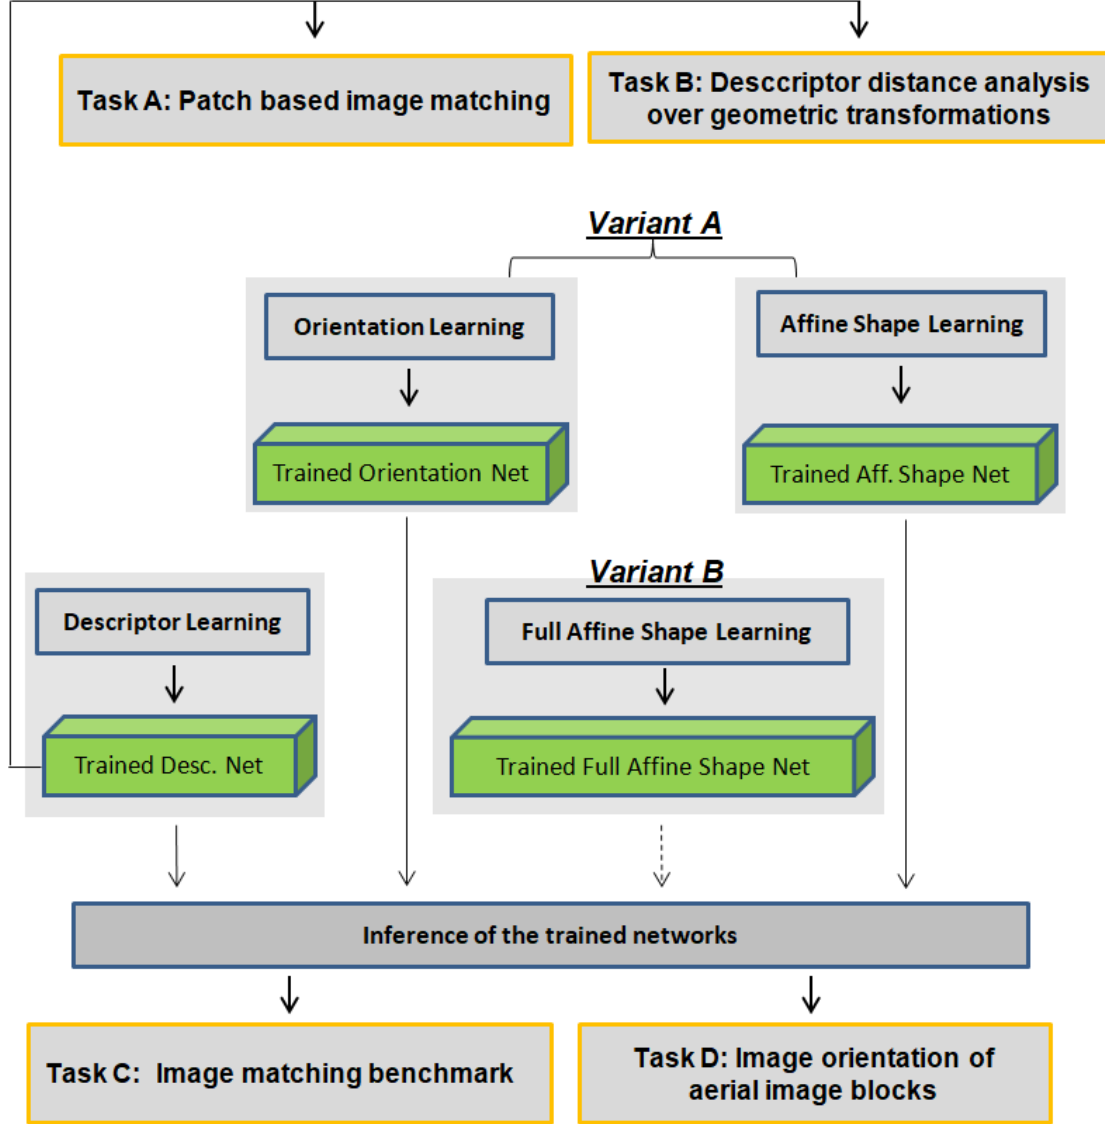 Task A: Patch based image matching
Task B: Desccriptor distance analysis
over geometric transformations
Variant A
Orientation Learning
Affine Shape Learning
Trained Orientation Net
Trained Aff. Shape Net
Variant B
Descriptor Learning
Full Affine Shape Learning
Trained Desc. Net
Trained Full Affine Shape Net
Inference of the trained networks
Task C: Image matching benchmark
Task D: Image orientation of
aerial image blocks